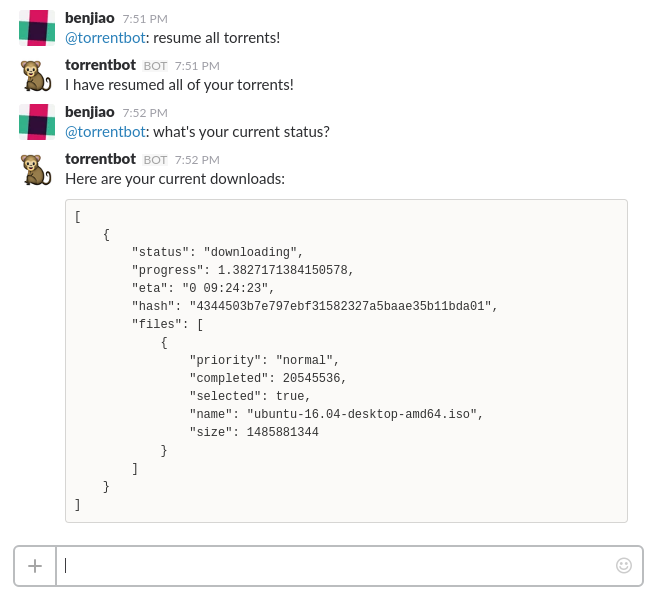 benjiao 7:51 PM
@torrentbot: resume all torrents!
torrentbot BOT 7:51 PM
I have resumed all of your torrents!
benjiao 7:52 PM
@torrentbot: what's your current status?
torrentbot BOT 7:52 PM
Here are your current downloads:
[
    {
        "status": "downloading",
        "progress": 1.3827171384150578,
        "eta": "0 09:24:23",
        "hash": "4344503b7e797ebf31582327a5baae35b11bda01",
        "files": [
            {
                "priority": "normal",
                "completed": 20545536,
                "selected": true,
                "name": "ubuntu-16.04-desktop-amd64.iso",
                "size": 1485881344
            }
        ]
    }
]